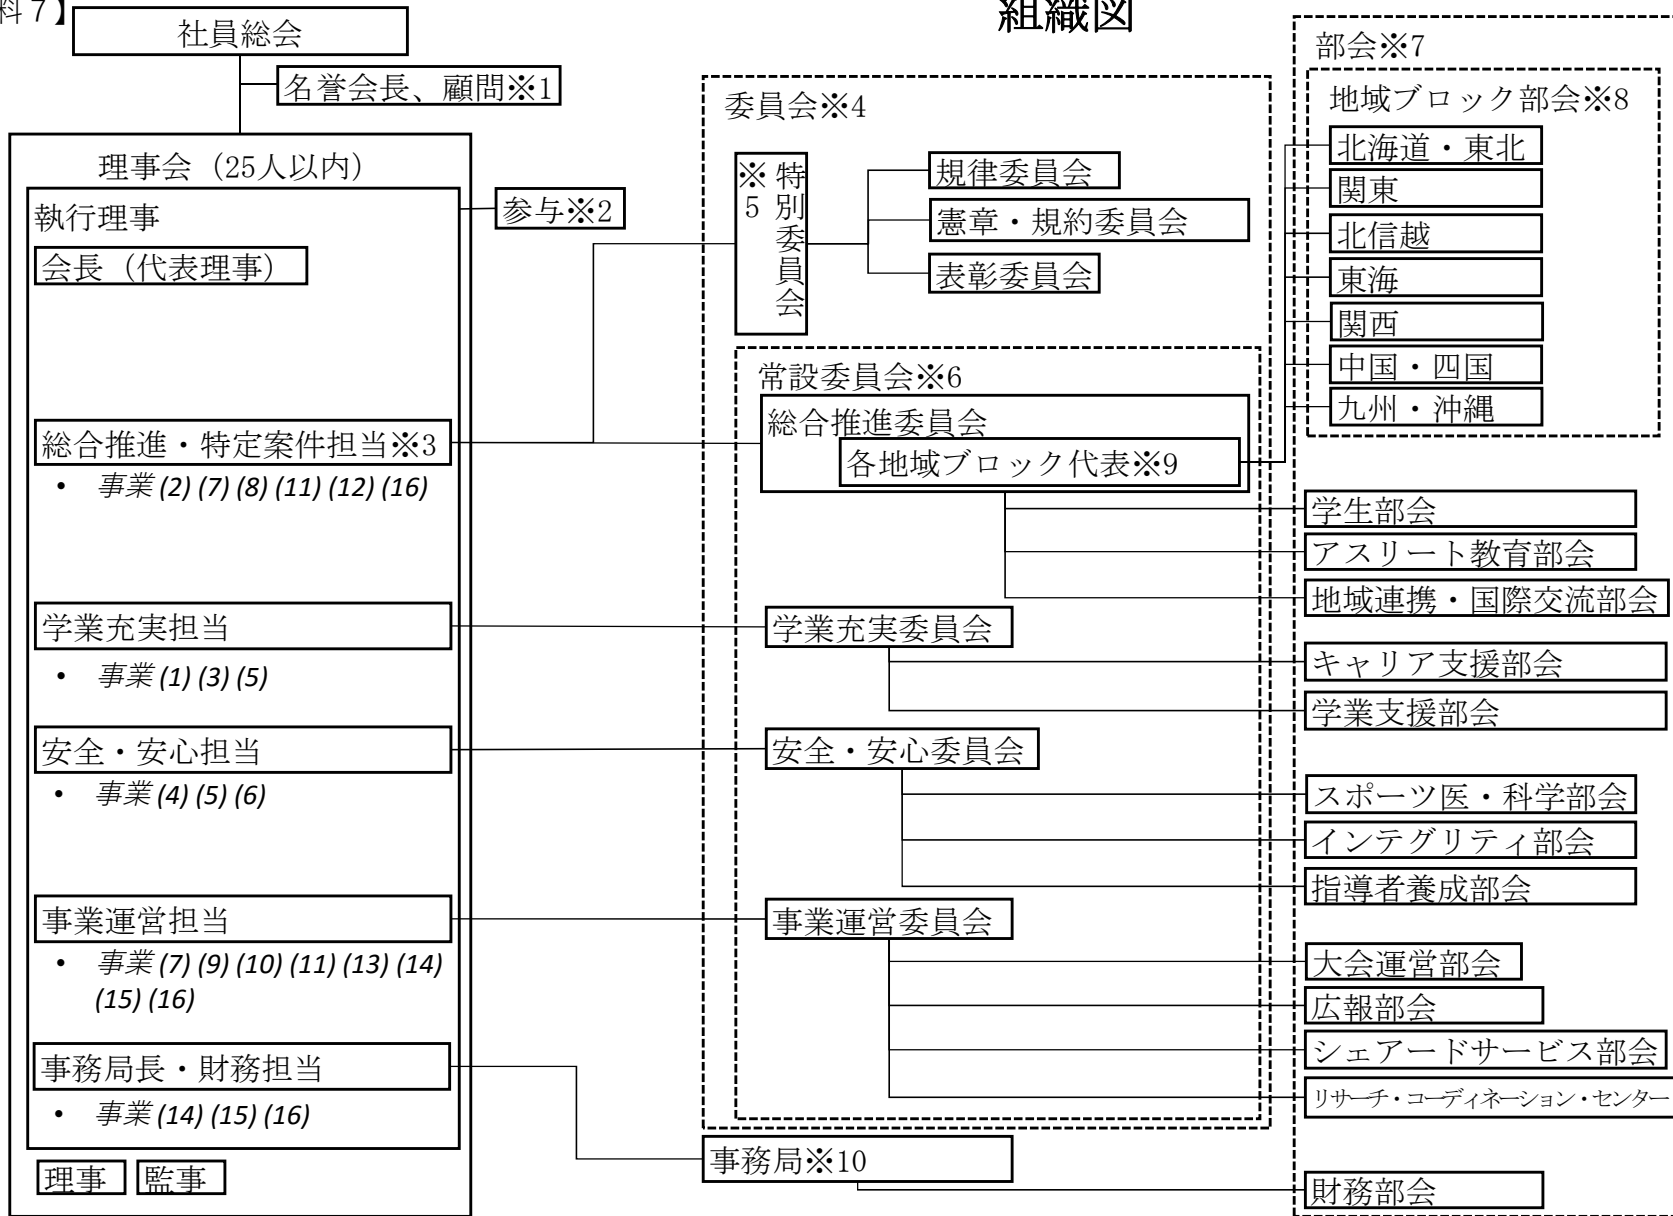 料７】
組織図
社員総会
名誉会長、顧問※1
理事会（25人以内）
執行理事
会長（代表理事）
参与※2
総合推進・特定案件担当※3
• 事業(2) (7) (8) (11) (12) (16)
学業充実担当
• 事業(1) (3) (5)
安全・安心担当
• 事業(4) (5) (6)
事業運営担当
• 事業(7) (9) (10) (11) (13) (14)
(15) (16)
事務局長・財務担当
• 事業(14) (15) (16)
理事
監事
委員会※4
特別委員会
※5
規律委員会
憲章・規約委員会
表彰委員会
常設委員会※6
総合推進委員会
各地域ブロック代表※9
学業充実委員会
安全・安心委員会
事業運営委員会
事務局※10
部会※7
地域ブロック部会※8
北海道・東北
関東
北信越
東海
関西
中国・四国
九州・沖縄
学生部会
アスリート教育部会
地域連携・国際交流部会
キャリア支援部会
学業支援部会
スポーツ医・科学部会
インテグリティ部会
指導者養成部会
大会運営部会
広報部会
シェアードサービス部会
リサーチ・コーディネーション・センター
財務部会